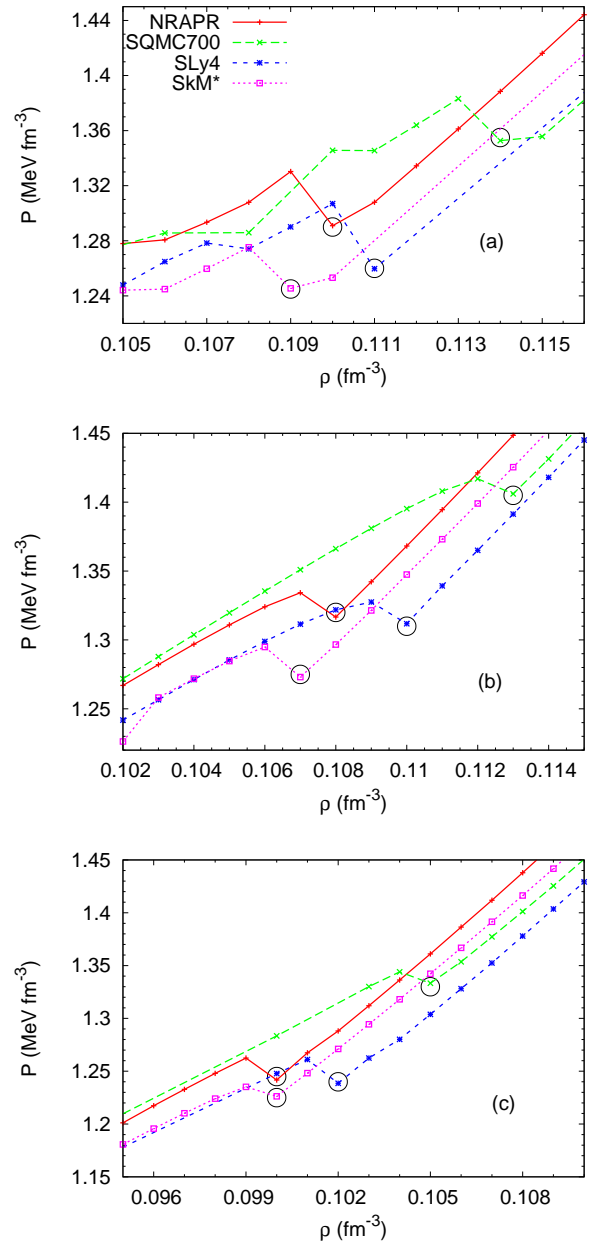 1.44
1.4
1.36
1.32
1.28
1.24
P (MeV fm-3)
NRAPR
SQMC700
SLy4
SkM*
(a)
0.105 0.107 0.109 0.111 0.113 0.115
ρ (fm-3)
1.45
1.4
1.35
1.3
1.25
P (MeV fm-3)
(b)
0.102 0.104 0.106 0.108 0.11 0.112 0.114
ρ (fm-3)
1.45
1.4
1.35
1.3
1.25
1.2
1.15
P (MeV fm-3)
(c)
0.096 0.099 0.102 0.105 0.108
ρ (fm-3)